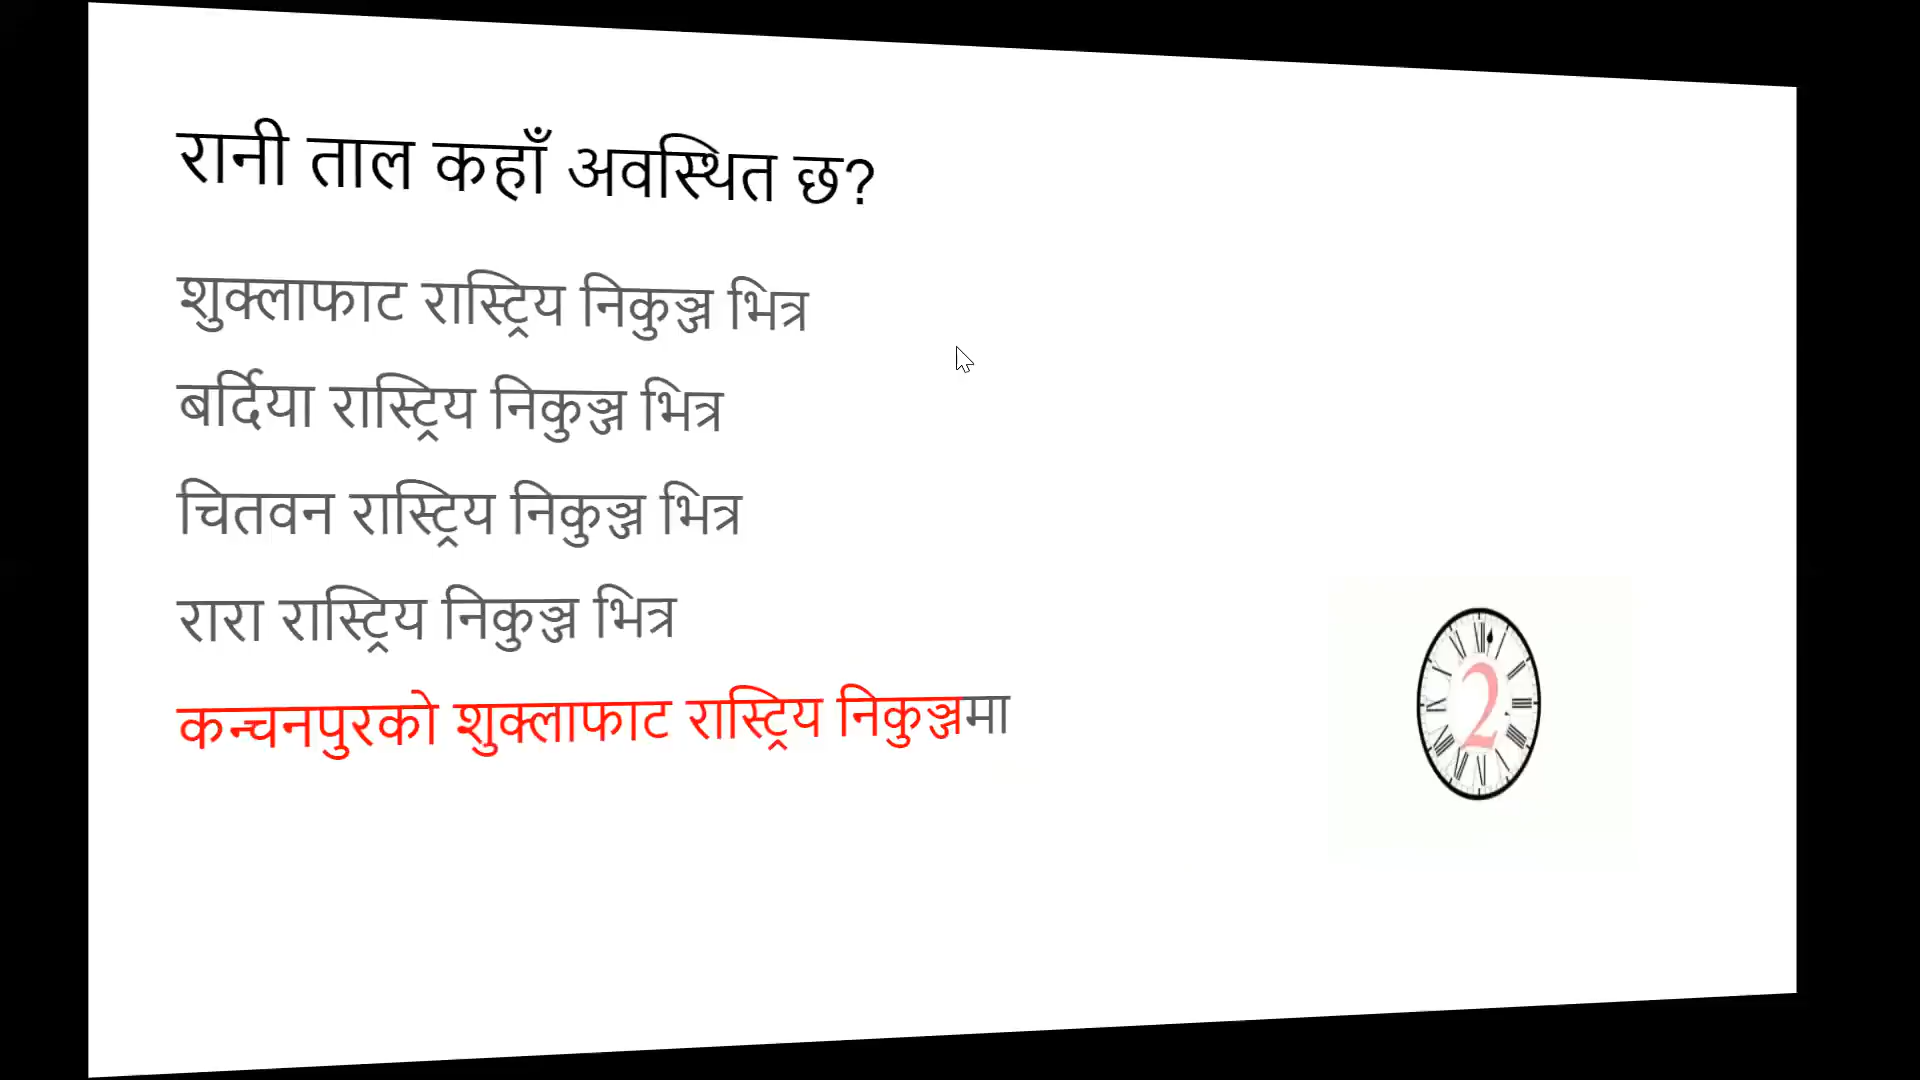 रानी ताल कहाँ अवस्थित छ?
शुक्लाफाट रास्ट्रिय निकुञ्ज भित्र
बर्दिया रास्ट्रिय निकुञ्ज भित्र
चितवन रास्ट्रिय निकुञ्ज भित्र
रारा रास्ट्रिय निकुञ्ज भित्र
कन्चनपुरको शुक्लाफाट रास्ट्रिय निकुञ्जमा
2